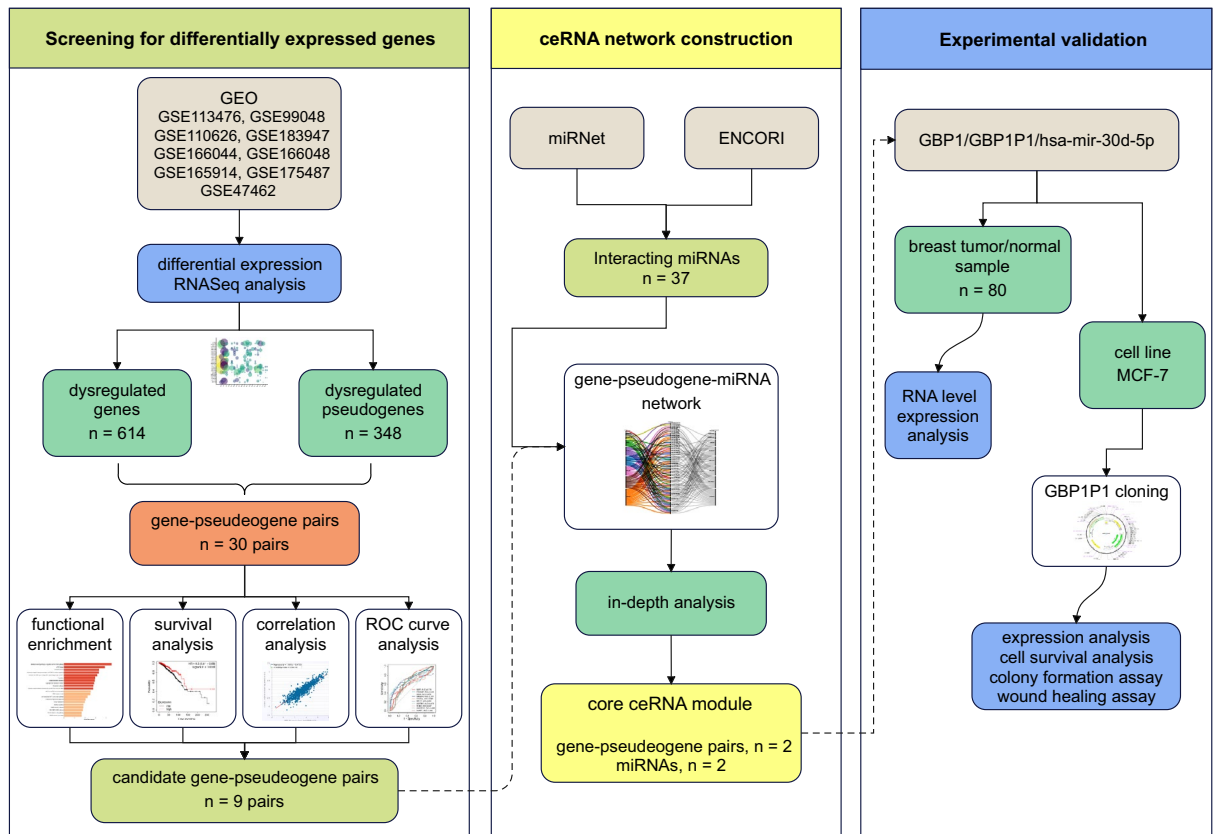 Screening for differentially expressed genes
GEO
GSE113476, GSE99048
GSE110626, GSE183947
GSE166044, GSE166048
GSE165914, GSE175487
GSE47462
differential expression
RNASeq analysis
dysregulated
genes
n = 614
dysregulated
pseudogenes
n = 348
gene-pseudeogene pairs
n = 30 pairs
functional
enrichment
survival
analysis
correlation
analysis
ROC curve
analysis
candidate gene-pseudeogene pairs
n = 9 pairs
ceRNA network construction
miRNet
ENCORI
Interacting miRNAs
n = 37
gene-pseudogene-miRNA
network
in-depth analysis
core ceRNA module
gene-pseudeogene pairs, n = 2
miRNAs, n = 2
Experimental validation
GBP1/GBP1P1/hsa-mir-30d-5p
breast tumor/normal
sample
n = 80
RNA level
expression
analysis
cell line
MCF-7
GBP1P1 cloning
expression analysis
cell survival analysis
colony formation assay
wound healing assay